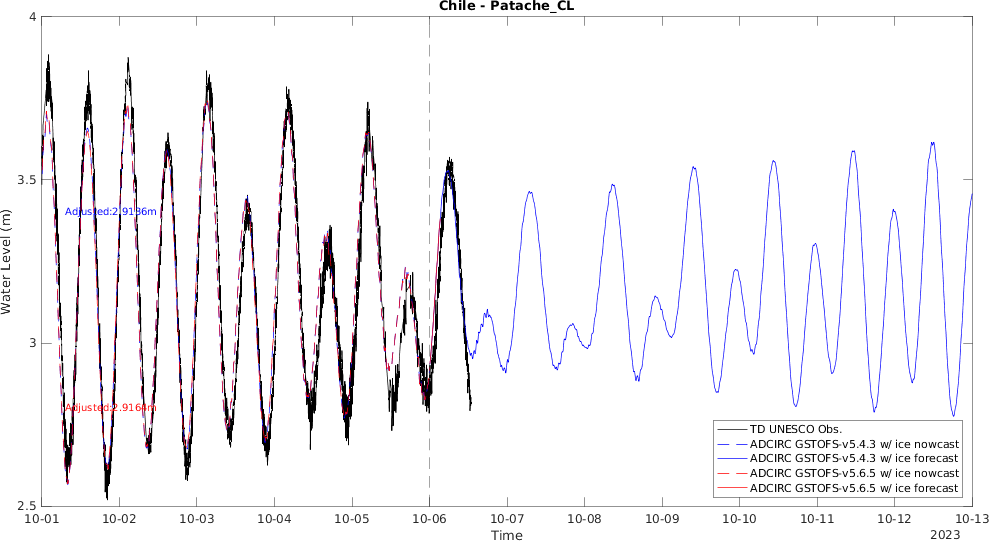 Chile - Patache_CL
4
3.5
3
2.5
Water Level (m)
Adjusted:2.9136m
Adjusted:2.9164m
TD UNESCO Obs.
ADCIRC GSTOFS-v5.4.3 w/ ice nowcast
ADCIRC GSTOFS-v5.4.3 w/ ice forecast
ADCIRC GSTOFS-v5.6.5 w/ ice nowcast
ADCIRC GSTOFS-v5.6.5 w/ ice forecast
10-01 10-02 10-03 10-04 10-05 10-06 10-07 10-08 10-09 10-10 10-11 10-12 10-13
Time
2023